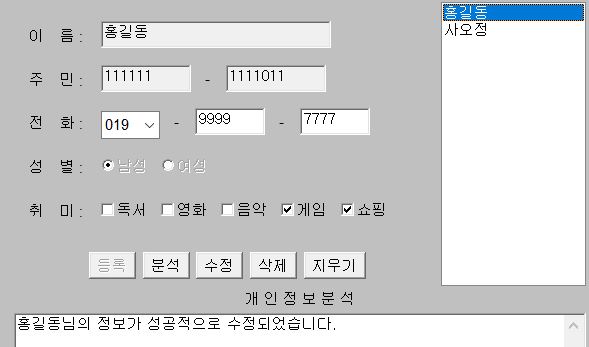 이 름 : 홍길동
주 민 : 111111 - 1111011
전 화 : 019 - 9999 - 7777
성 별 : 남성 여성
취 미 : 독서 영화 음악 게임 쇼핑
등록 분석 수정 삭제 지우기
홍길동
사오정
개 인 정 보 분 석
홍길동님의 정보가 성공적으로 수정되었습니다.